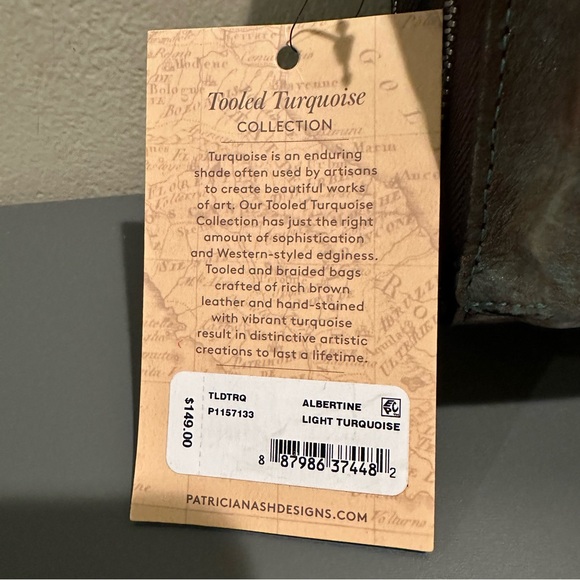 Tooled Turquoise
COLLECTION
Turquoise is an enduring
shade often used by artisans
to create beautiful works
of art. Our Tooled Turquoise
Collection has just the right
amount of sophistication
and Western-styled edginess.
Tooled and braided bags
crafted of rich brown
leather and hand-stained
with vibrant turquoise
result in distinctive artistic
creations to last a lifetime.
$149.00
TLDTRQ
P1157133
ALBERTINE
LIGHT TURQUOISE
8 87986 37448 2
PATRICIANASHDESIGNS.COM